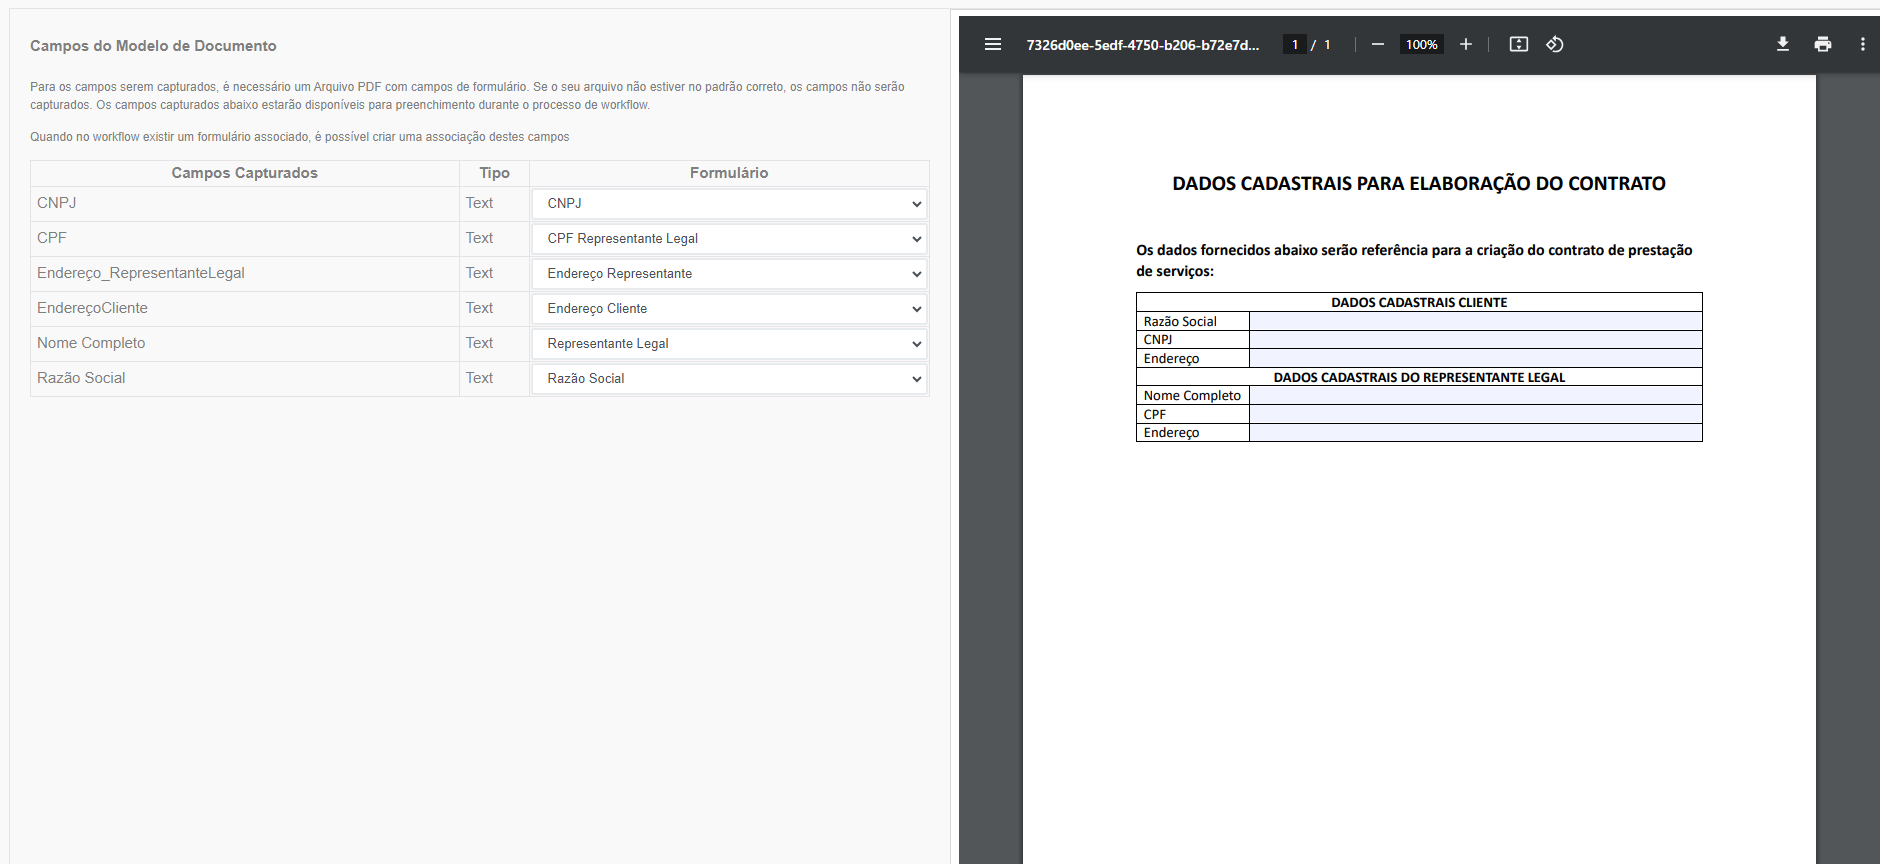 Campos do Modelo de Documento
Para os campos serem capturados, é necessário um Arquivo PDF com campos de formulário. Se o seu arquivo não estiver no padrão correto, os campos não serão
capturados. Os campos capturados abaixo estarão disponíveis para preenchimento durante o processo de workflow.
Quando no workflow existir um formulário associado, é possível criar uma associação destes campos
Campos Capturados Tipo Formulário
CNPJ Text CNPJ
CPF Text CPF Representante Legal
Endereço_RepresentanteLegal Text Endereço Representante
EndereçoCliente Text Endereço Cliente
Nome Completo Text Representante Legal
Razão Social Text Razão Social
7326d0ee-5edf-4750-b206-b72e7d... 1 / 1 100%
DADOS CADASTRAIS PARA ELABORAÇÃO DO CONTRATO
Os dados fornecidos abaixo serão referência para a criação do contrato de prestação
de serviços:
DADOS CADASTRAIS CLIENTE
Razão Social
CNPJ
Endereço
DADOS CADASTRAIS DO REPRESENTANTE LEGAL
Nome Completo
CPF
Endereço